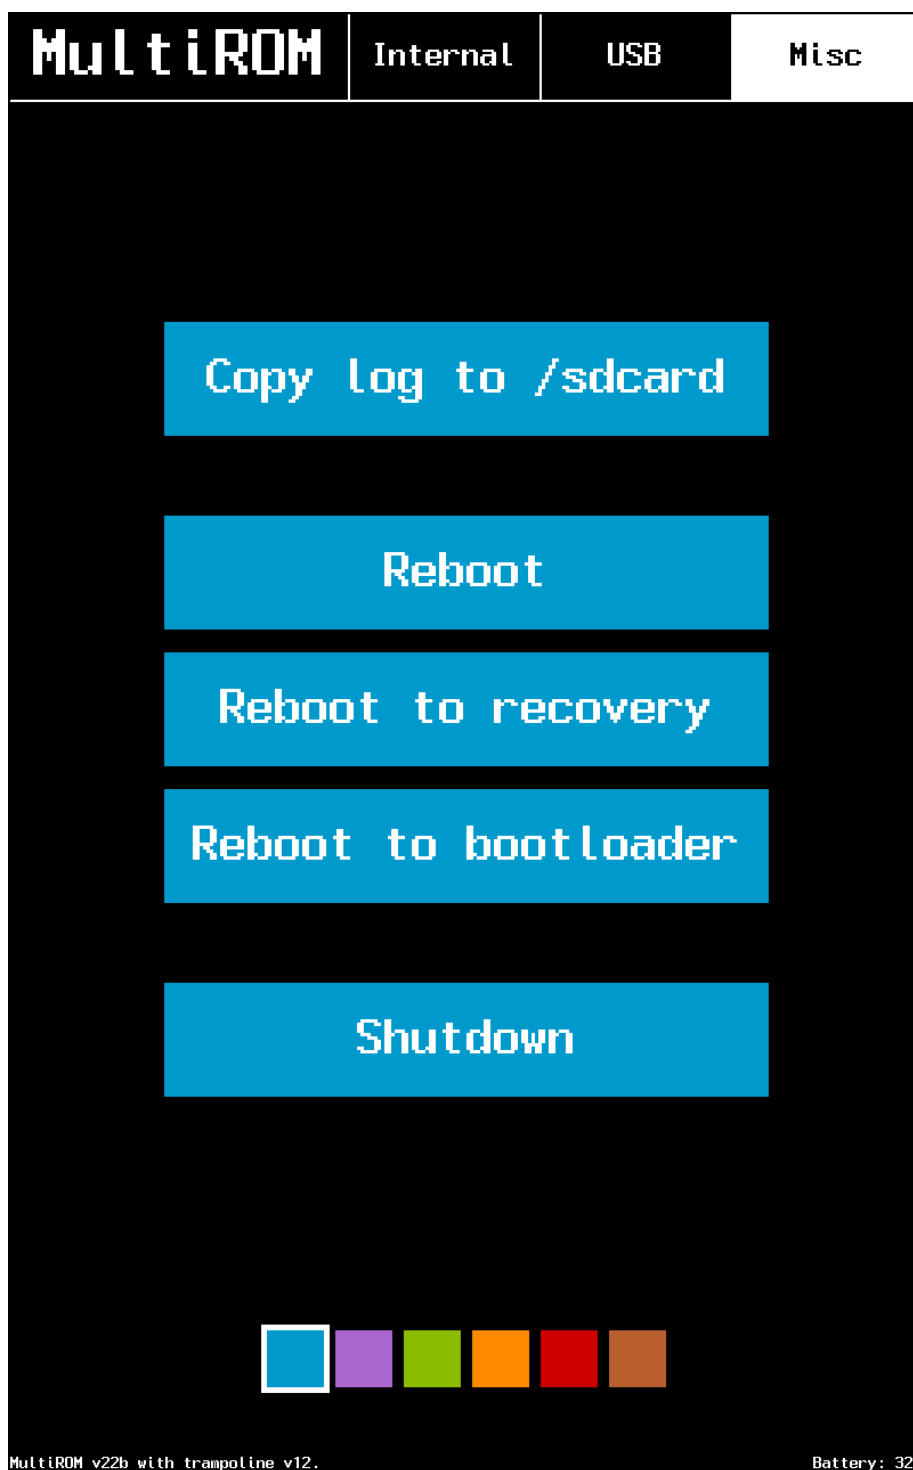 MultiROM Internal USB Misc
Copy log to /sdcard
Reboot
Reboot to recovery
Reboot to bootloader
Shutdown
MultiROM v22b with trampoline v12. Battery: 32